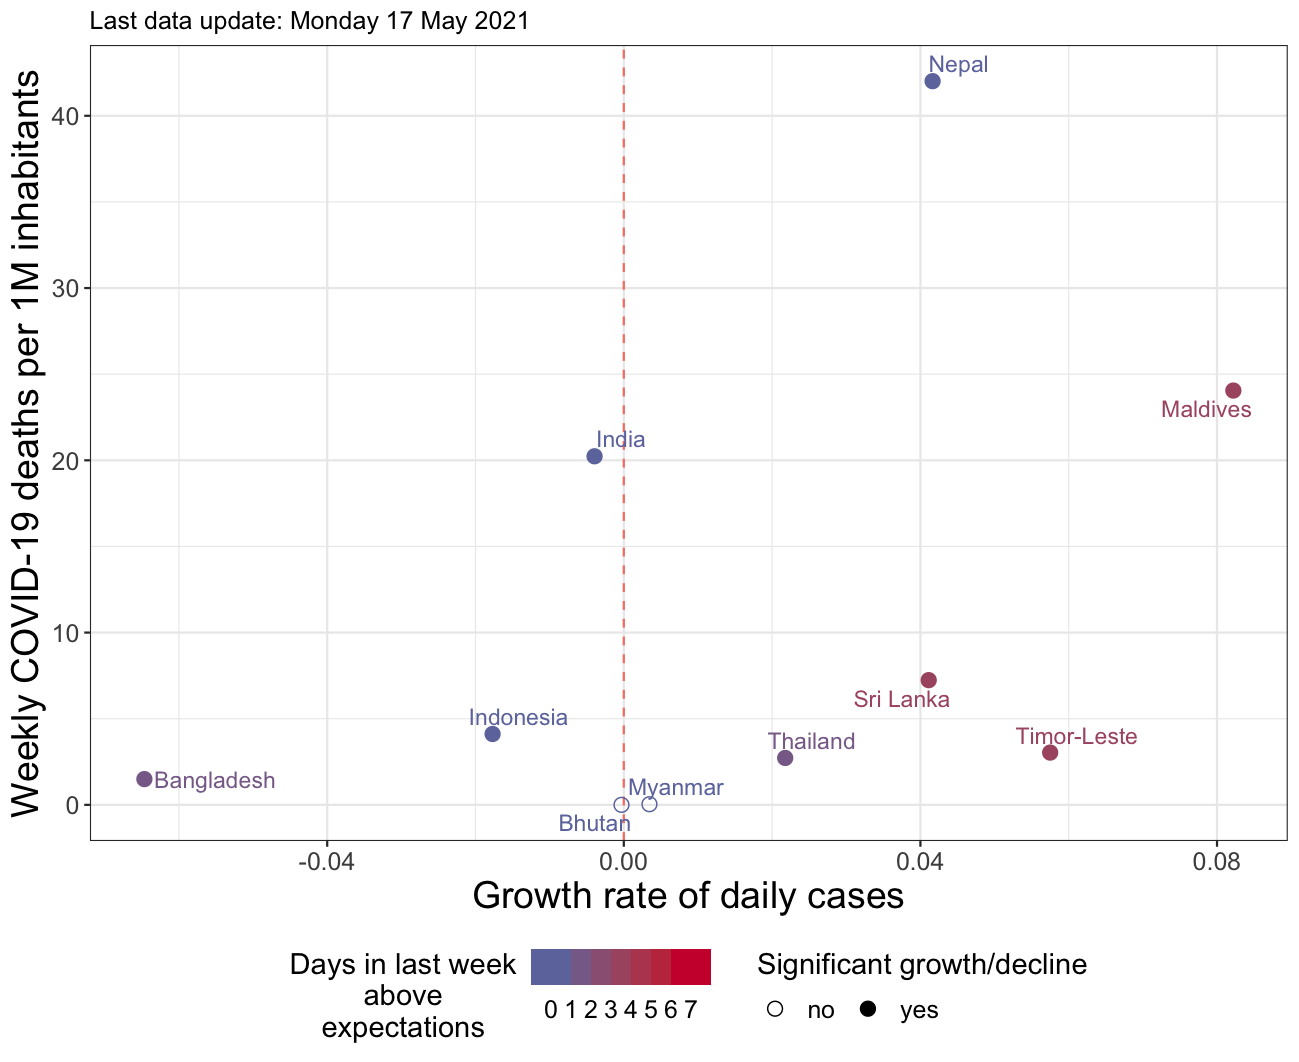 Last data update: Monday 17 May 2021
Weekly COVID-19 deaths per 1M inhabitants
40
30
20
10
0
Nepal
Maldives
India
Sri Lanka
Indonesia
Thailand
Timor-Leste
Bangladesh
Myanmar
Bhutan
-0.04 0.00 0.04 0.08
Growth rate of daily cases
Days in last week
above
expectations
0 1 2 3 4 5 6 7
Significant growth/decline
no yes